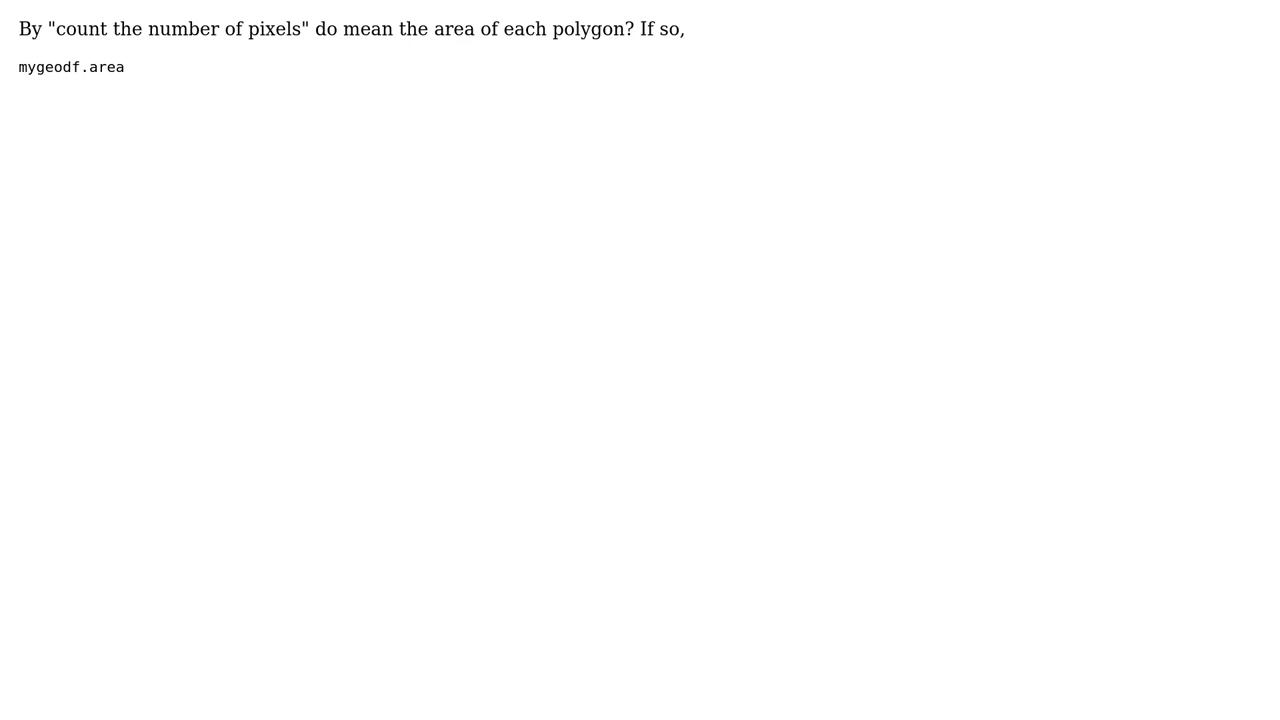 By "count the number of pixels" do mean the area of each polygon? If so,
mygeodf.area